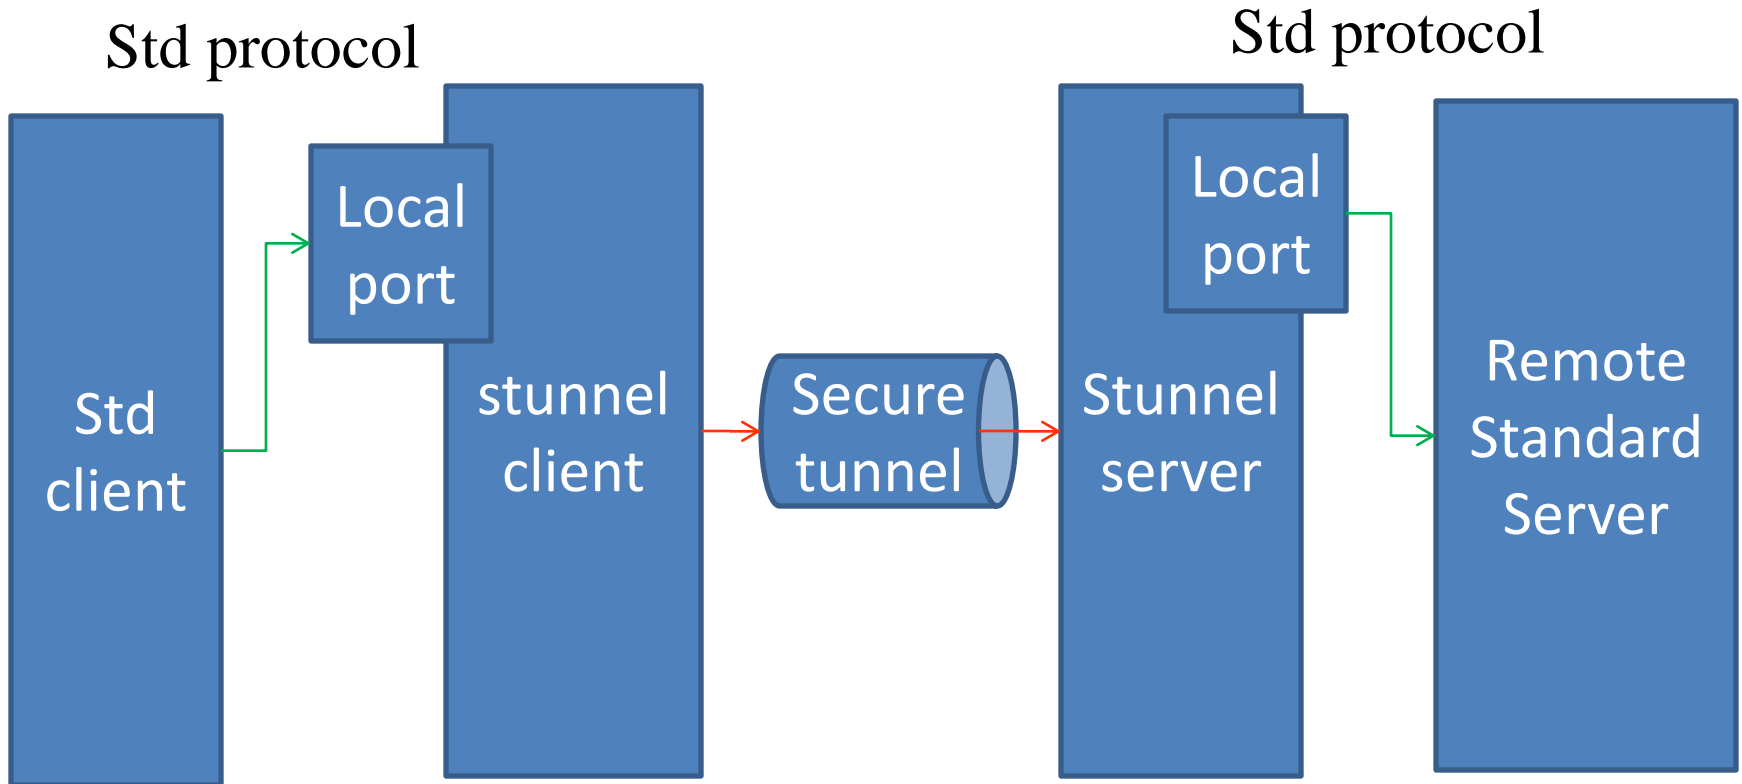 Std protocol
Std protocol
Std
client
Local
port
stunnel
client
Secure
tunnel
Stunnel
server
Local
port
Remote
Standard
Server